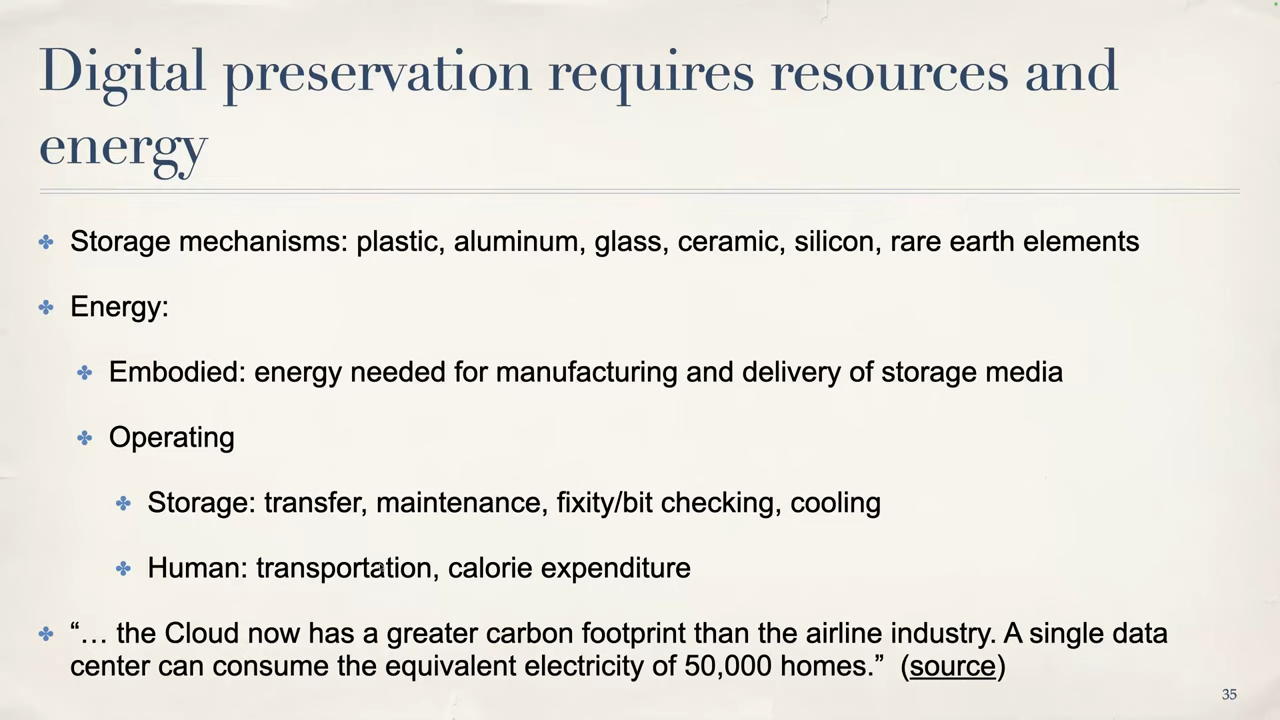 Digital preservation requires resources and
energy
Storage mechanisms: plastic, aluminum, glass, ceramic, silicon, rare earth elements
Energy:
Embodied: energy needed for manufacturing and delivery of storage media
Operating
Storage: transfer, maintenance, fixity/bit checking, cooling
Human: transportation, calorie expenditure
“… the Cloud now has a greater carbon footprint than the airline industry. A single data
center can consume the equivalent electricity of 50,000 homes.” (source)
35